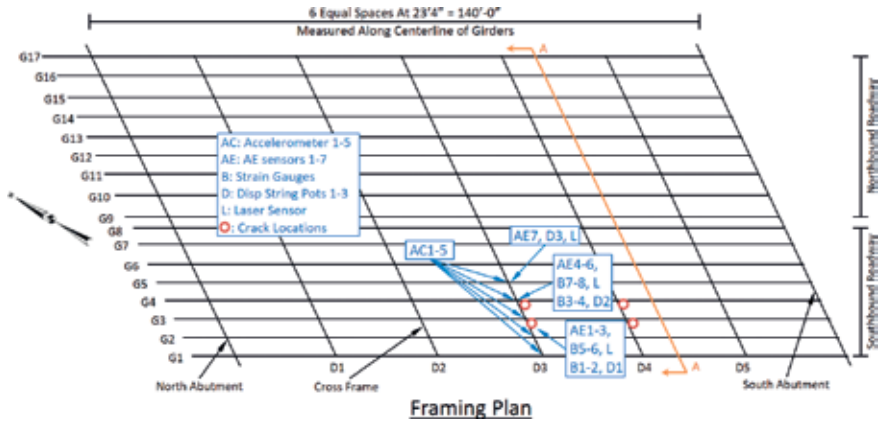 6 Equal Spaces At 23'4" = 140'-0"
Measured Along Centerline of Girders
A
G17
G16
G15
G14
G13
G12
G11
G10
G9
G8
G7
G6
G5
G4
G3
G2
G1
AC: Accelerometer 1-5
AE: AE sensors 1-7
B: Strain Gauges
D: Disp String Pots 1-3
L: Laser Sensor
O: Crack Locations
AC1-5
AE7, D3, L
AE4-6,
B7-8, L
B3-4, D2
AE1-3,
B5-6, L
B1-2, D1
Northbound Roadway
Southbound Roadway
D1
D2
D3
D4
D5
A
North Abutment
Cross Frame
South Abutment
Framing Plan